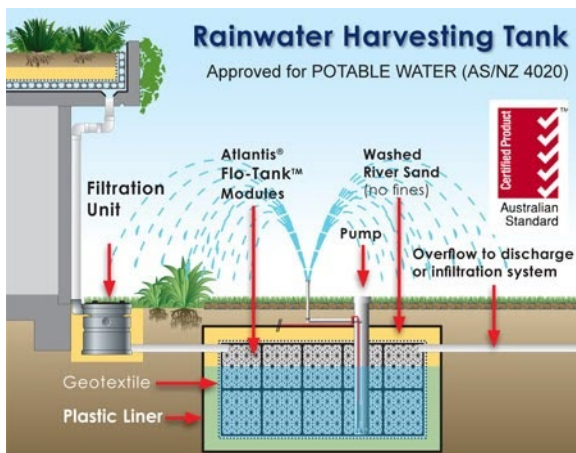 Rainwater Harvesting Tank
Approved for POTABLE WATER (AS/NZ 4020)
Certified Product
TM
Australian
Standard
Filtration
Unit
Atlantis®
Flo-Tank™
Modules
Washed
River Sand
(no fines)
Pump
Overflow to discharge
or infiltration system
Geotextile
Plastic Liner